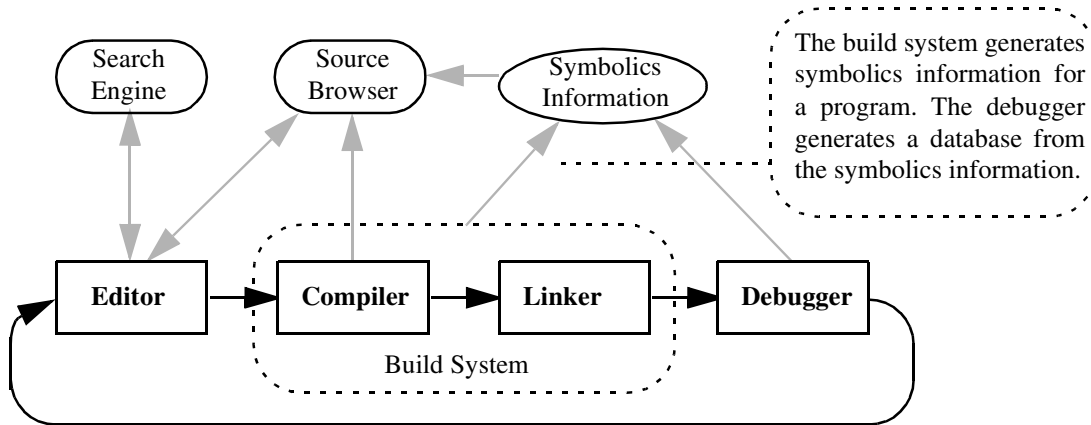 Search
Engine
Source
Browser
Symbolics
Information
The build system generates
symbolics information for
a program. The debugger
generates a database from
the symbolics information.
Editor
Compiler
Linker
Debugger
Build System